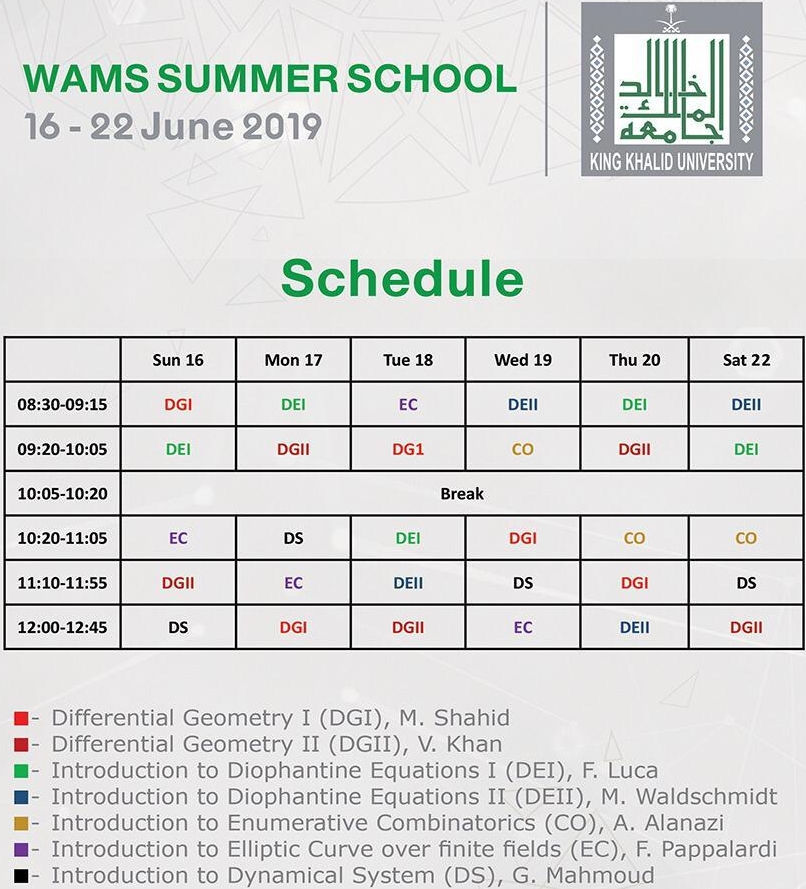 WAMS SUMMER SCHOOL
16 - 22 June 2019
جامعة
الملك
خالد
KING KHALID UNIVERSITY
Schedule
Sun 16 Mon 17 Tue 18 Wed 19 Thu 20 Sat 22
08:30-09:15 DGI DEI EC DEII DEI DEII
09:20-10:05 DEI DGII DG1 CO DGII DEI
10:05-10:20 Break
10:20-11:05 EC DS DEI DGI CO CO
11:10-11:55 DGII EC DEII DS DGI DS
12:00-12:45 DS DGI DGII EC DEII DGII
- Differential Geometry I (DGI), M. Shahid
- Differential Geometry II (DGII), V. Khan
- Introduction to Diophantine Equations I (DEI), F. Luca
- Introduction to Diophantine Equations II (DEII), M. Waldschmidt
- Introduction to Enumerative Combinatorics (CO), A. Alanazi
- Introduction to Elliptic Curve over finite fields (EC), F. Pappalardi
- Introduction to Dynamical System (DS), G. Mahmoud